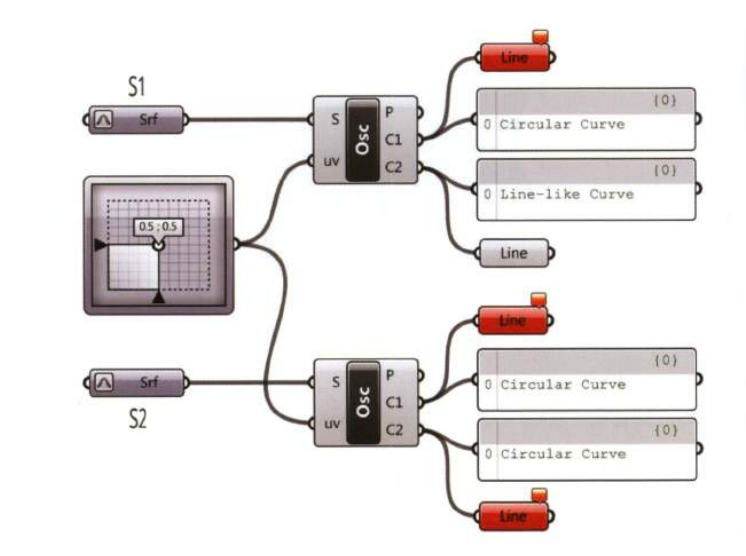 Line
S1
{0}
Srf
S
P
0 Circular Curve
C1
Osc
uv
C2
{0}
0 Line-like Curve
0.5 ; 0.5
Line
Line
{0}
Srf
S
P
0 Circular Curve
C1
S2
Osc
uv
C2
{0}
0 Circular Curve
Line